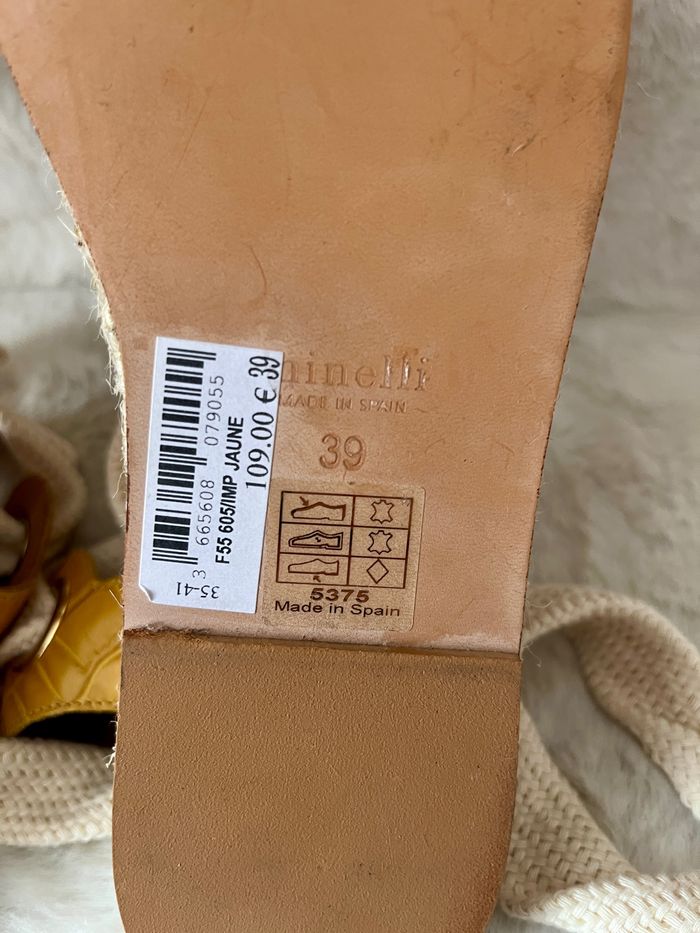 minelli
MADE IN SPAIN
39
3 665608 079055
F55 605/IMP JAUNE
109.00 € 39
35-41
5375
Made in Spain